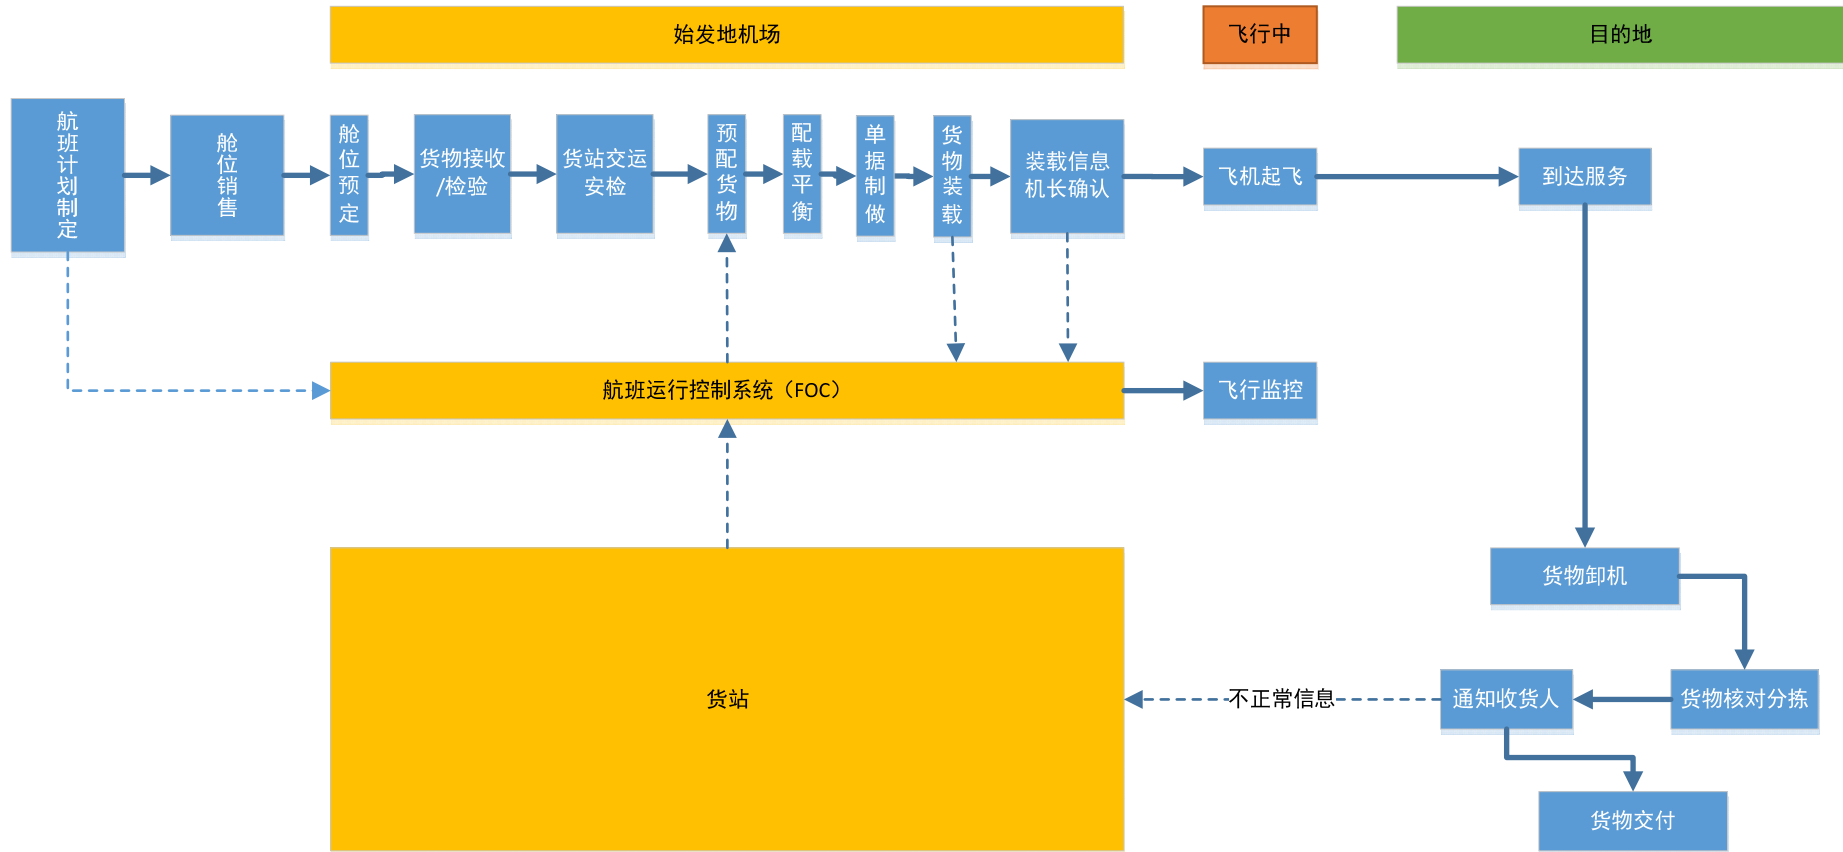 始发地机场
飞行中
目的地
航班计划制定
舱位销售
舱位预定
货物接收
/检验
货站交运
安检
预配货物
配载平衡
单据制做
货物装载
装载信息
机长确认
飞机起飞
到达服务
航班运行控制系统（FOC）
飞行监控
货物卸机
货站
不正常信息
通知收货人
货物核对分拣
货物交付